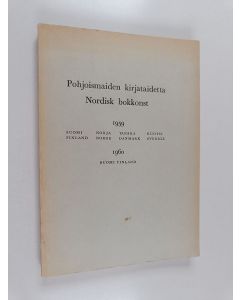 Pohjoismaiden kirjataidetta
Nordisk bokkonst
1959
SUOMI NORJA TANSKA RUOTSI
FINLAND NORGE DANMARK SVERIGE
1960
SUOMI FINLAND